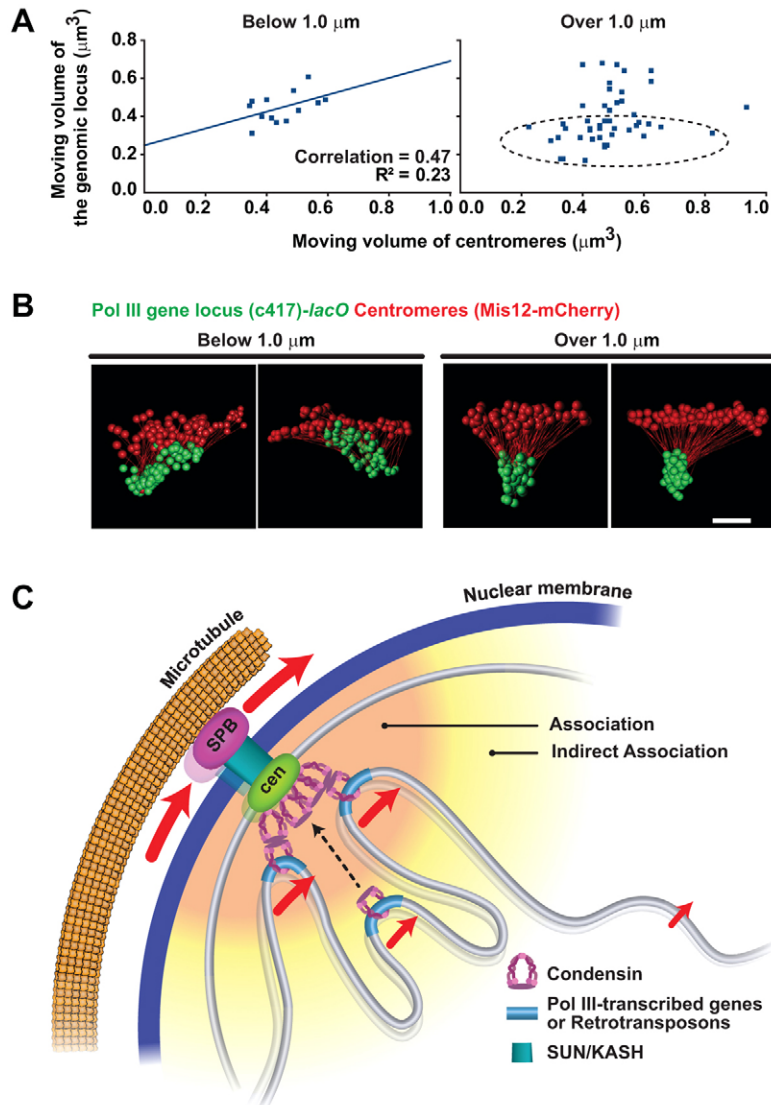 A
Below 1.0 μm
Over 1.0 μm
Moving volume of
the genomic locus (μm³)
0.8
0.6
0.4
0.2
0.0
Correlation = 0.47
R² = 0.23
0.0 0.2 0.4 0.6 0.8 1.0
0.0 0.2 0.4 0.6 0.8 1.0
Moving volume of centromeres (μm³)
B
Pol III gene locus (c417)-lacO Centromeres (Mis12-mCherry)
Below 1.0 μm
Over 1.0 μm
C
Nuclear membrane
Microtubule
SPB
cen
Association
Indirect Association
Condensin
Pol III-transcribed genes
or Retrotransposons
SUN/KASH